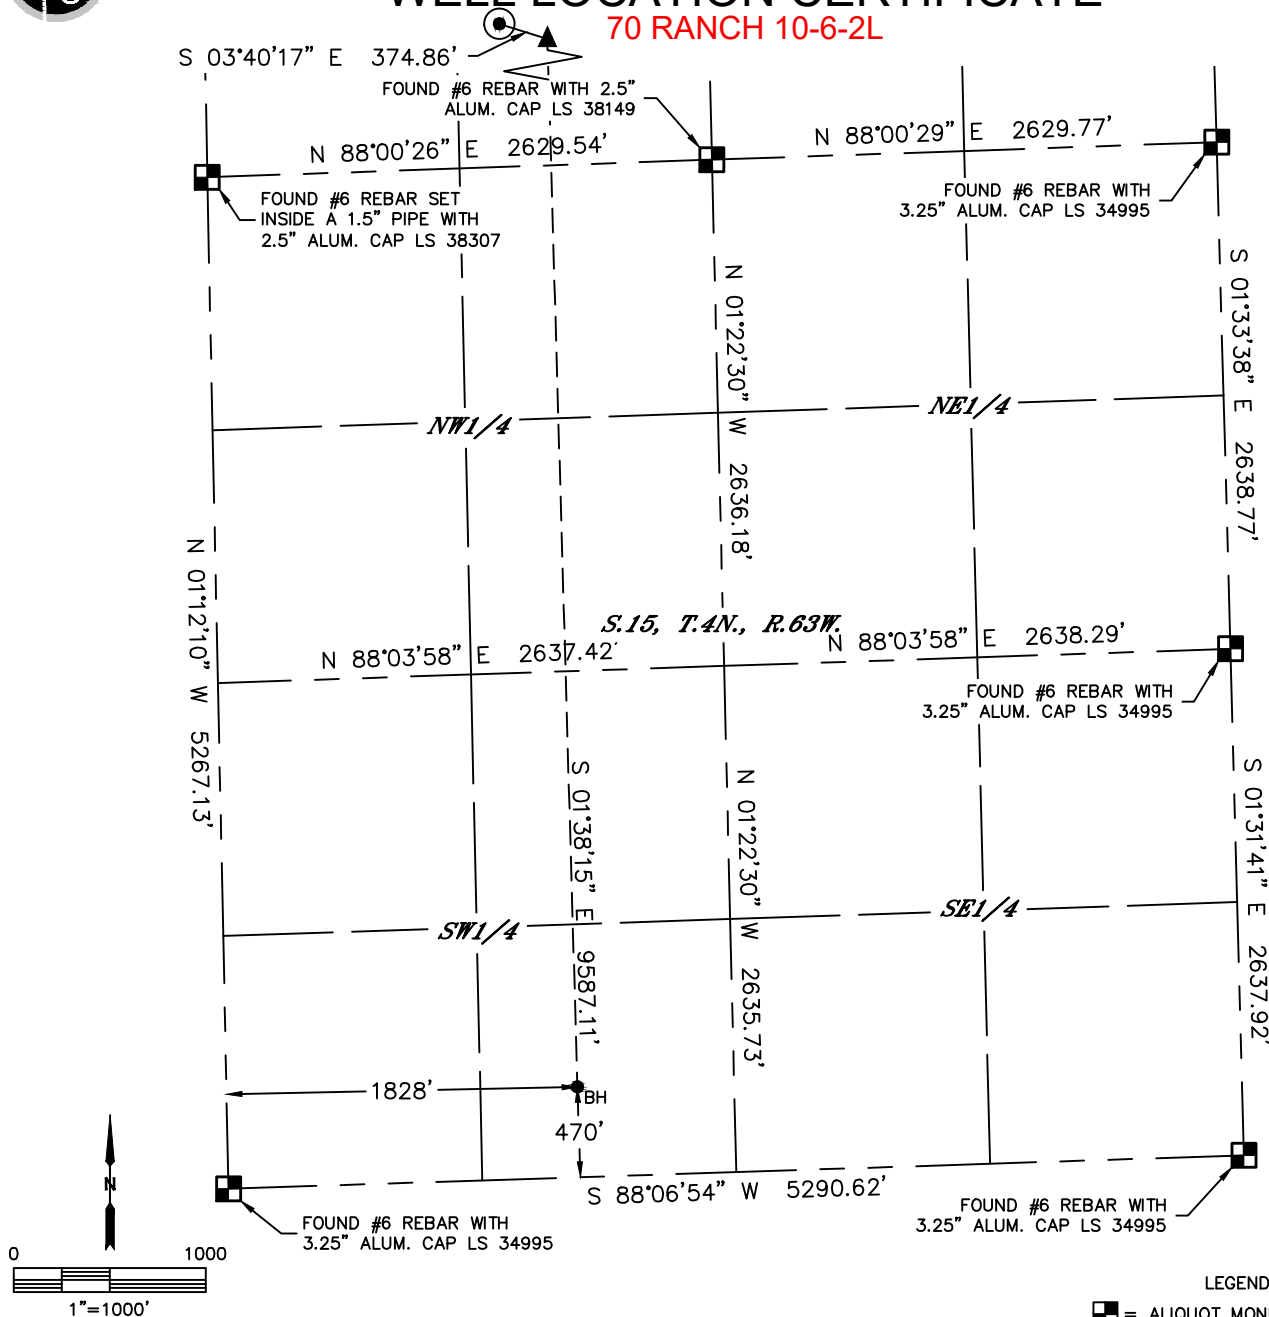 WELL LOCATION CERTIFICATE
70 RANCH 10-6-2L
S 03°40'17" E 374.86'
FOUND #6 REBAR WITH 2.5"
ALUM. CAP LS 38149
N 88°00'26" E 2629.54'
N 88°00'29" E 2629.77'
FOUND #6 REBAR SET
INSIDE A 1.5" PIPE WITH
2.5" ALUM. CAP LS 38307
FOUND #6 REBAR WITH
3.25" ALUM. CAP LS 34995
N 01°22'30" W 2636.18'
S 01°33'38" E 2638.77'
NW1/4
NE1/4
N 01°12'10" W 5267.13'
S.15, T.4N., R.63W.
N 88°03'58" E 2637.42'
N 88°03'58" E 2638.29'
FOUND #6 REBAR WITH
3.25" ALUM. CAP LS 34995
S 01°38'15" E 9587.11'
N 01°22'30" W 2635.73'
S 01°31'41" E 2637.92'
SW1/4
SE1/4
1828'
BH
470'
N
S 88°06'54" W 5290.62'
FOUND #6 REBAR WITH
3.25" ALUM. CAP LS 34995
FOUND #6 REBAR WITH
3.25" ALUM. CAP LS 34995
0 1000
1"=1000'
LEGEND
= ALIQUOT